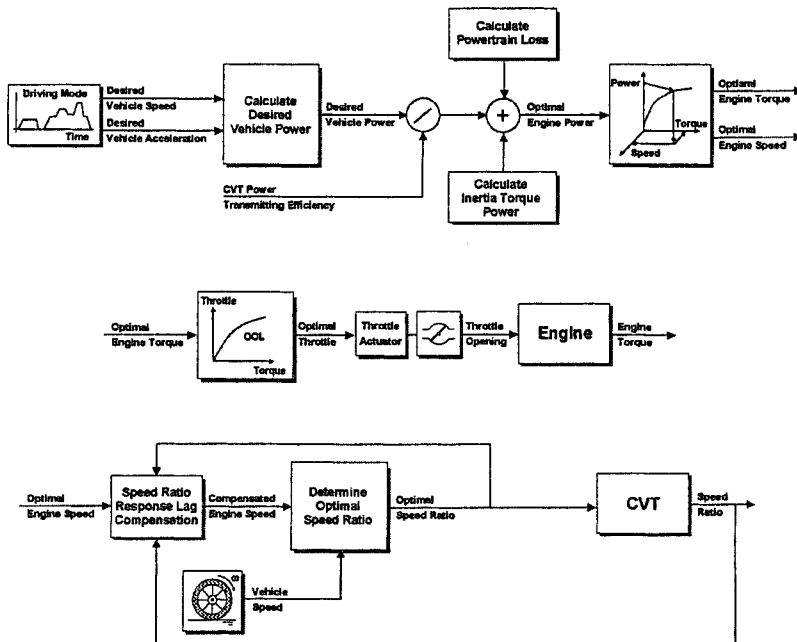 Calculate
Powertrain Loss
Driving Mode
Time
Desired
Vehicle Speed
Desired
Vehicle Acceleration
Calculate
Desired
Vehicle Power
Desired
Vehicle Power
+
Optimal
Engine Power
Power
Torque
Speed
Optiaml
Engine Torque
Optimal
Engine Speed
CVT Power
Transmitting Efficiency
Calculate
Inertia Torque
Power
Optimal
Engine Torque
Throttle
OOL
Torque
Optimal
Throttle
Throttle
Actuator
Throttle
Opening
Engine
Engine
Torque
Optimal
Engine Speed
Speed Ratio
Response Lag
Compensation
Compensated
Engine Speed
Determine
Optimal
Speed Ratio
Optimal
Speed Ratio
CVT
Speed
Ratio
ω
Vehicle
Speed